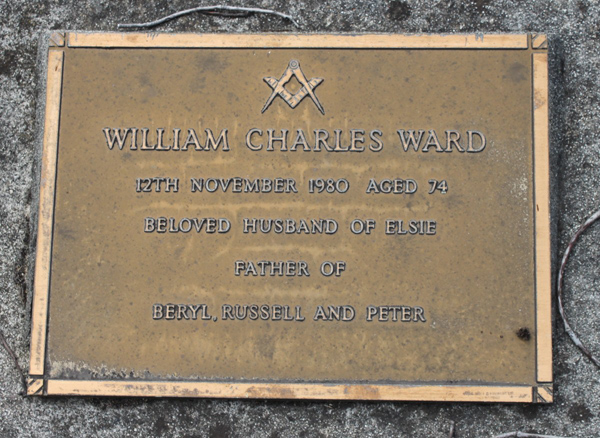 WILLIAM CHARLES WARD
12TH NOVEMBER 1980 AGED 74
BELOVED HUSBAND OF ELSIE
FATHER OF
BERYL, RUSSELL AND PETER